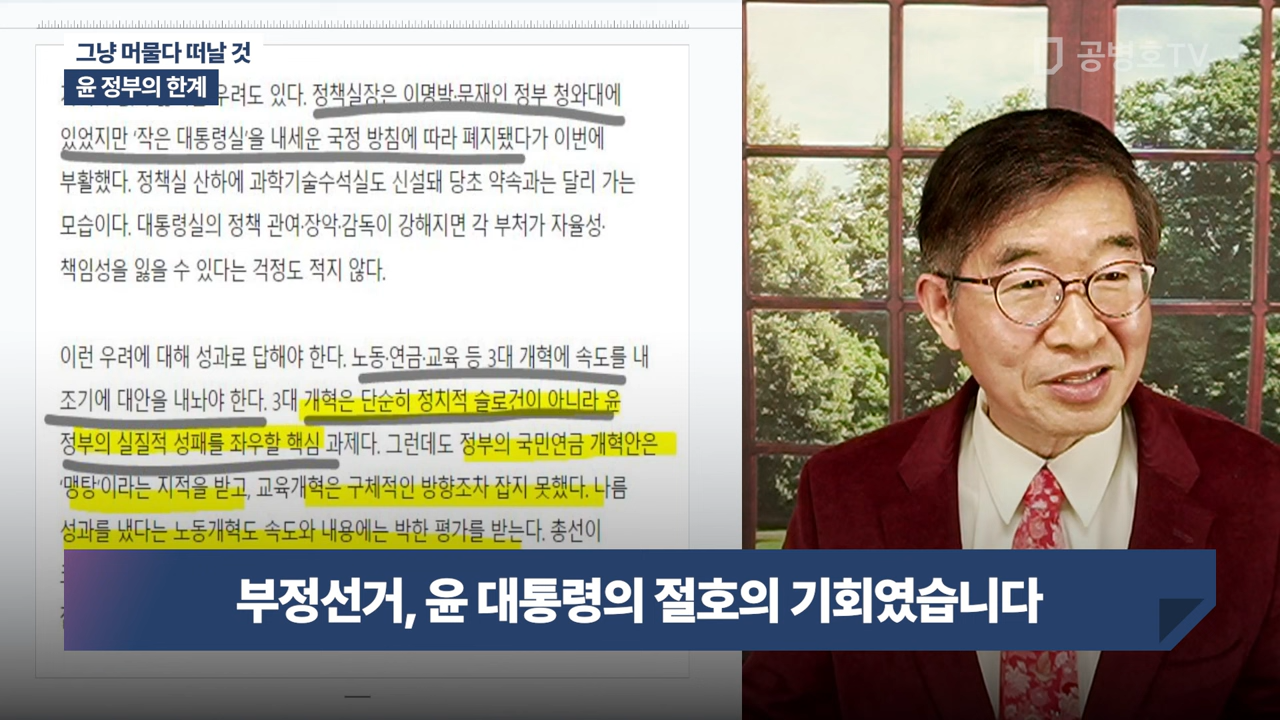 그냥 머물다 떠날 것
윤 정부의 한계
공병호TV
우려도 있다. 정책실장은 이명박·문재인 정부 청와대에
있었지만 '작은 대통령실'을 내세운 국정 방침에 따라 폐지됐다가 이번에
부활했다. 정책실 산하에 과학기술수석실도 신설돼 당초 약속과는 달리 가는
모습이다. 대통령실의 정책 관여·장악·감독이 강해지면 각 부처가 자율성·
책임성을 잃을 수 있다는 걱정도 적지 않다.
이런 우려에 대해 성과로 답해야 한다. 노동·연금·교육 등 3대 개혁에 속도를 내
조기에 대안을 내놔야 한다. 3대 개혁은 단순히 정치적 슬로건이 아니라 윤
정부의 실질적 성패를 좌우할 핵심 과제다. 그런데도 정부의 국민연금 개혁안은
'맹탕'이라는 지적을 받고, 교육개혁은 구체적인 방향조차 잡지 못했다. 나름
성과를 냈다는 노동개혁도 속도와 내용에는 박한 평가를 받는다. 총선이
부정선거, 윤 대통령의 절호의 기회였습니다